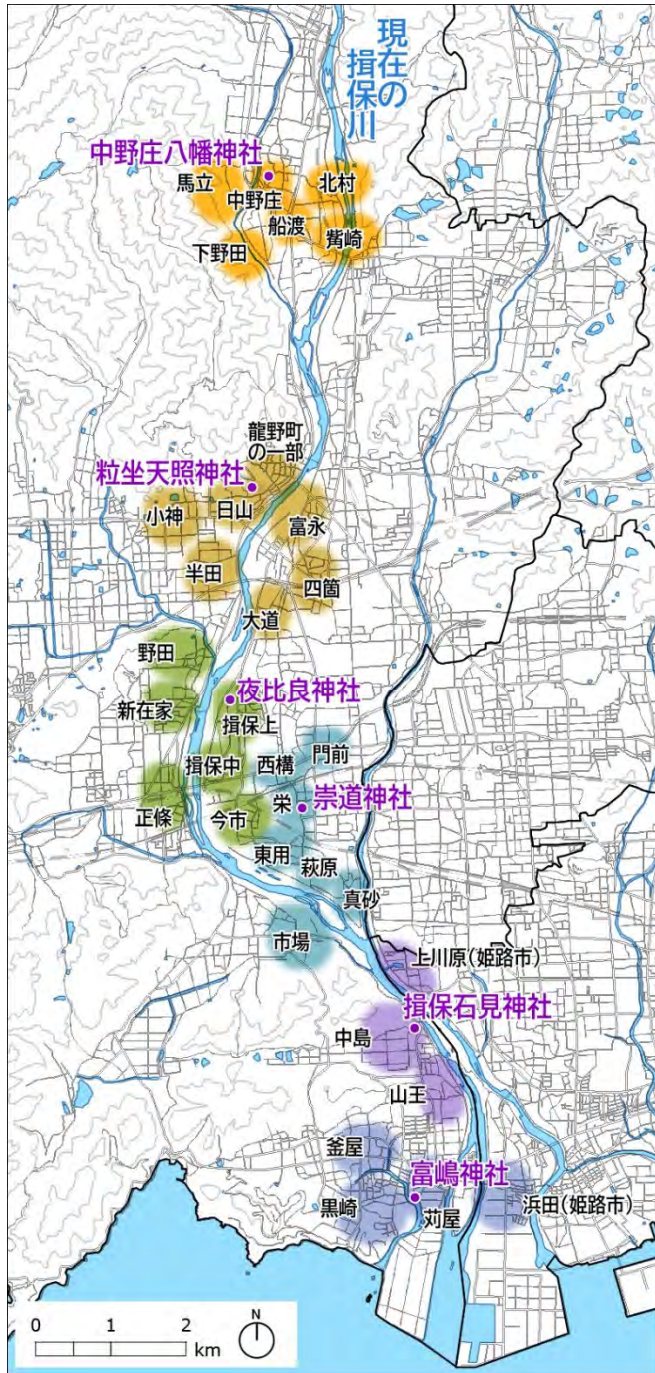 現在の
揖保川
中野庄八幡神社
馬立
北村
中野庄
船渡
觜崎
下野田
龍野町
の一部
粒坐天照神社
小神
日山
富永
半田
四箇
大道
野田
夜比良神社
新在家
揖保上
門前
揖保中
西構
栄
崇道神社
正條
今市
東用
萩原
真砂
市場
上川原(姫路市)
揖保石見神社
中島
山王
釜屋
富嶋神社
黒崎
苅屋
浜田(姫路市)
0 1 2
km
N